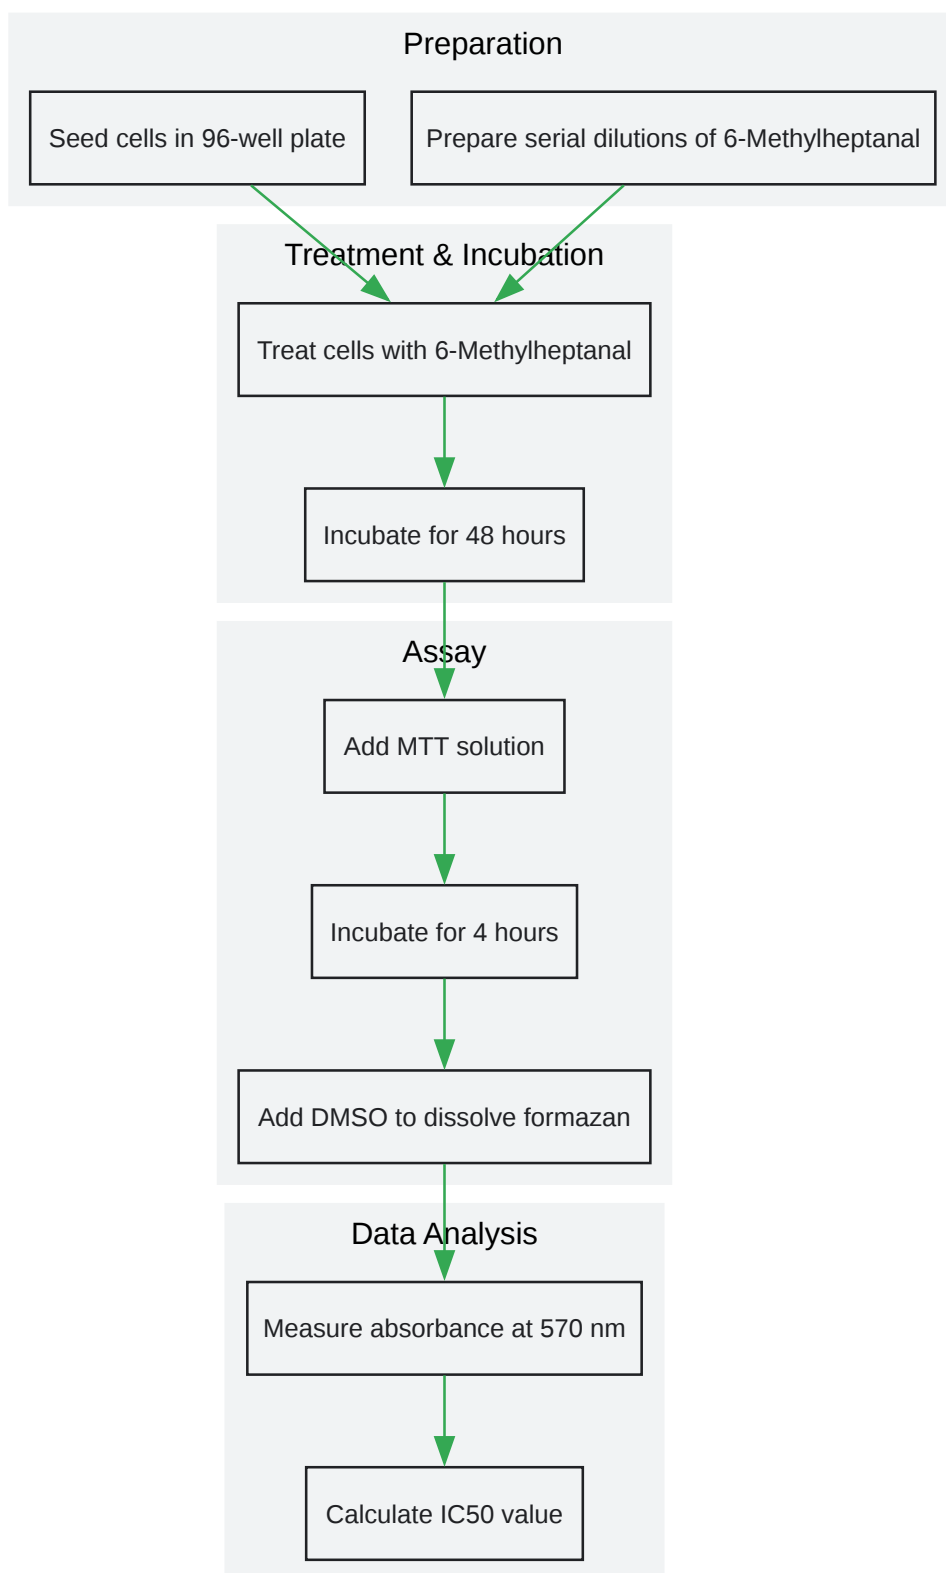 Preparation
Seed cells in 96-well plate
Prepare serial dilutions of 6-Methylheptanal
Treatment & Incubation
Treat cells with 6-Methylheptanal
Incubate for 48 hours
Assay
Add MTT solution
Incubate for 4 hours
Add DMSO to dissolve formazan
Data Analysis
Measure absorbance at 570 nm
Calculate IC50 value